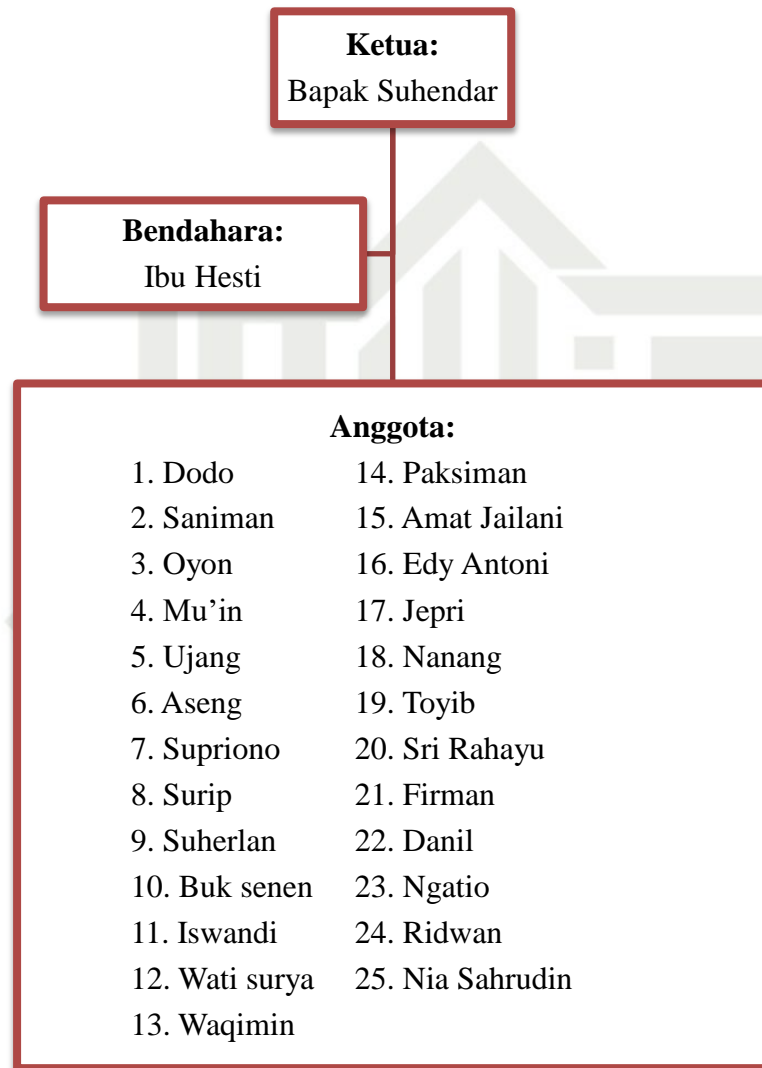 Ketua:
Bapak Suhendar
Bendahara:
Ibu Hesti
Anggota:
1. Dodo
2. Saniman
3. Oyon
4. Mu’in
5. Ujang
6. Aseng
7. Supriono
8. Surip
9. Suherlan
10. Buk senen
11. Iswandi
12. Wati surya
13. Waqimin
14. Paksiman
15. Amat Jailani
16. Edy Antoni
17. Jepri
18. Nanang
19. Toyib
20. Sri Rahayu
21. Firman
22. Danil
23. Ngatio
24. Ridwan
25. Nia Sahrudin